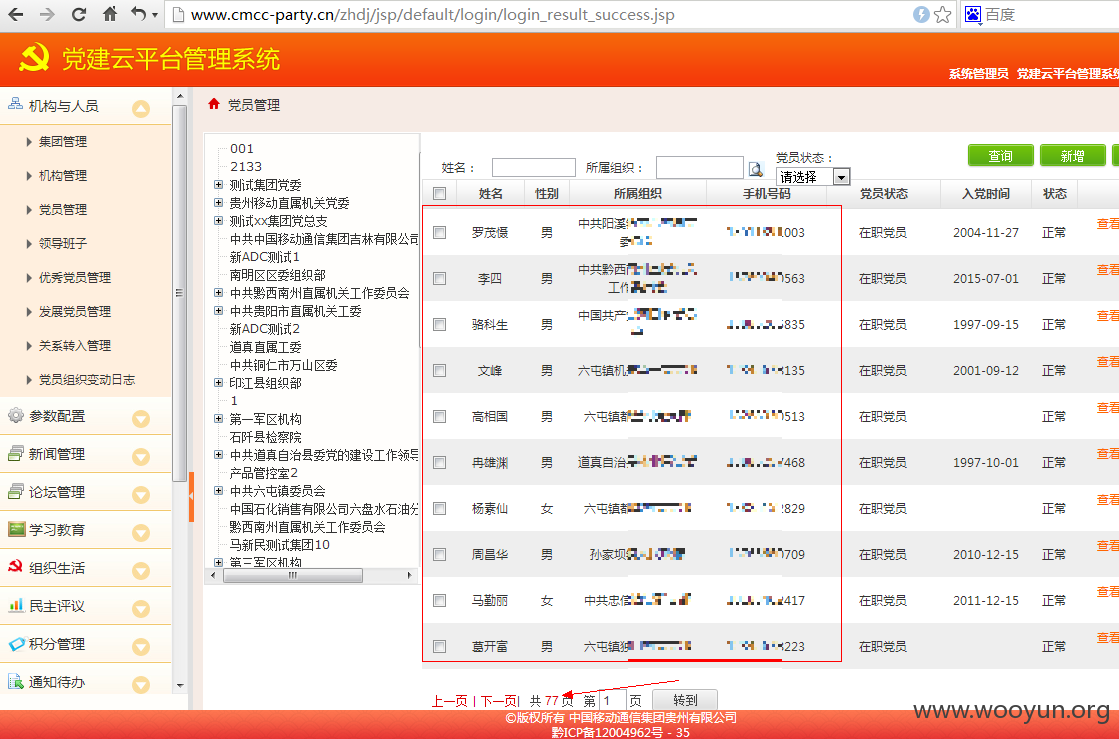 www.cmcc-party.cn/zhdj/jsp/default/login/login_result_success.jsp
百度
党建云平台管理系统
系统管理员 党建云平台管理系统
机构与人员
集团管理
机构管理
党员管理
领导班子
优秀党员管理
发展党员管理
关系转入管理
党员组织变动日志
参数配置
新闻管理
论坛管理
学习教育
组织生活
民主评议
积分管理
通知待办
党员管理
001
2133
测试集团党委
贵州移动直属机关党委
测试xx集团党总支
中共中国移动通信集团吉林有限公司
新ADC测试1
南明区区委组织部
中共黔西南州直属机关工作委员会
中共贵阳市直属机关工委
新ADC测试2
道真直属工委
中共铜仁市万山区委
印江县组织部
1
第一军区机构
石阡县检察院
中共道真自治县委党的建设工作领导
产品管控室2
中共六屯镇委员会
中国石化销售有限公司六盘水石油分
黔西南州直属机关工作委员会
马新民测试集团10
第三军区机构
姓名： 所属组织： 党员状态：
请选择
查询 新增
姓名 性别 所属组织 手机号码 党员状态 入党时间 状态
罗茂慑 男 中共阳溪 003 在职党员 2004-11-27 正常 查看
李四 男 中共黔西 工作 563 在职党员 2015-07-01 正常 查看
骆科生 男 中国共产 835 在职党员 1997-09-15 正常 查看
文峰 男 六屯镇机 135 在职党员 2001-09-12 正常 查看
高相国 男 六屯镇 513 在职党员 正常 查看
冉雄渊 男 道真自治 468 在职党员 1997-10-01 正常 查看
杨素仙 女 六屯镇 829 在职党员 正常 查看
周昌华 男 孙家坝 709 在职党员 2010-12-15 正常 查看
马勤丽 女 中共忠信 417 在职党员 2011-12-15 正常 查看
葛开富 男 六屯镇独 223 在职党员 正常 查看
上一页 | 下一页| 共 77 页 第 1 页 转到
©版权所有 中国移动通信集团贵州有限公司
黔ICP备12004962号 - 35
www.wooyun.org